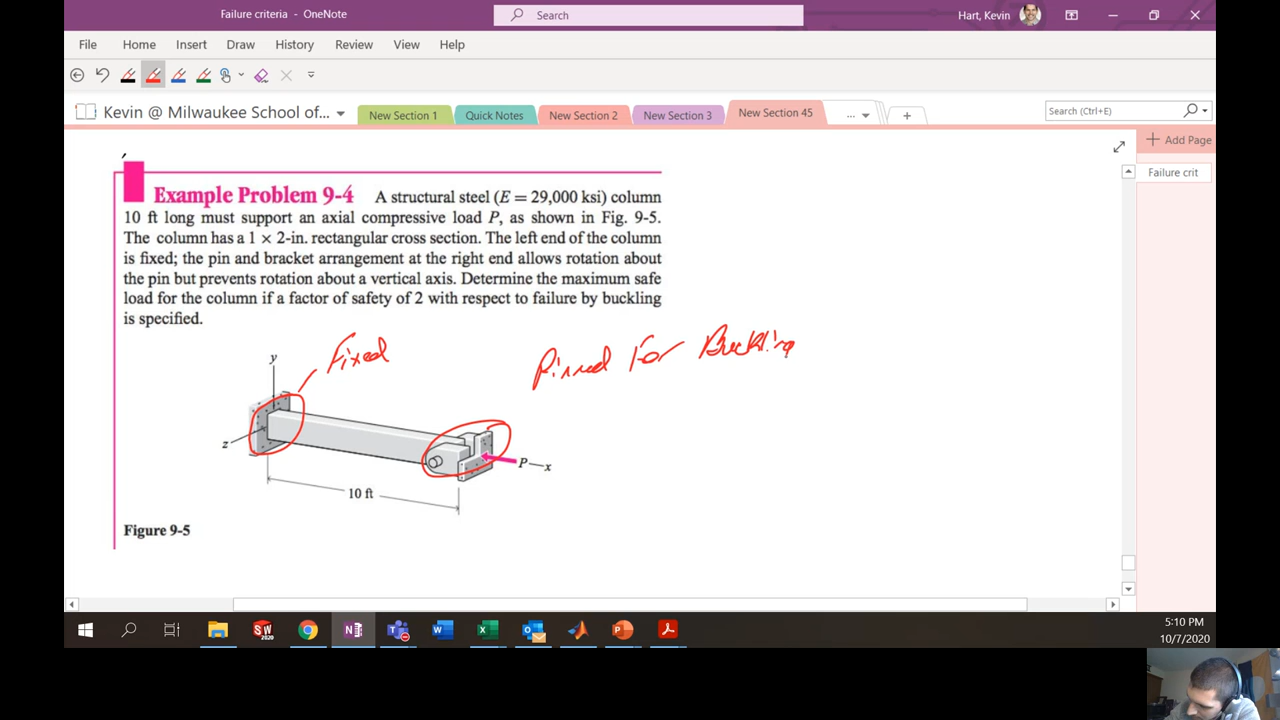 Failure criteria - OneNote
Search
Hart, Kevin
File Home Insert Draw History Review View Help
Kevin @ Milwaukee School of...
New Section 1
Quick Notes
New Section 2
New Section 3
New Section 45
...
+
Search (Ctrl+E)
+ Add Page
Failure crit
Example Problem 9-4 A structural steel (E = 29,000 ksi) column
10 ft long must support an axial compressive load P, as shown in Fig. 9-5.
The column has a 1 × 2-in. rectangular cross section. The left end of the column
is fixed; the pin and bracket arrangement at the right end allows rotation about
the pin but prevents rotation about a vertical axis. Determine the maximum safe
load for the column if a factor of safety of 2 with respect to failure by buckling
is specified.
Fixed
Pinned For Buckling
y
z
P
x
10 ft
Figure 9-5
SW
2020
N
W
X
O
P
5:10 PM
10/7/2020